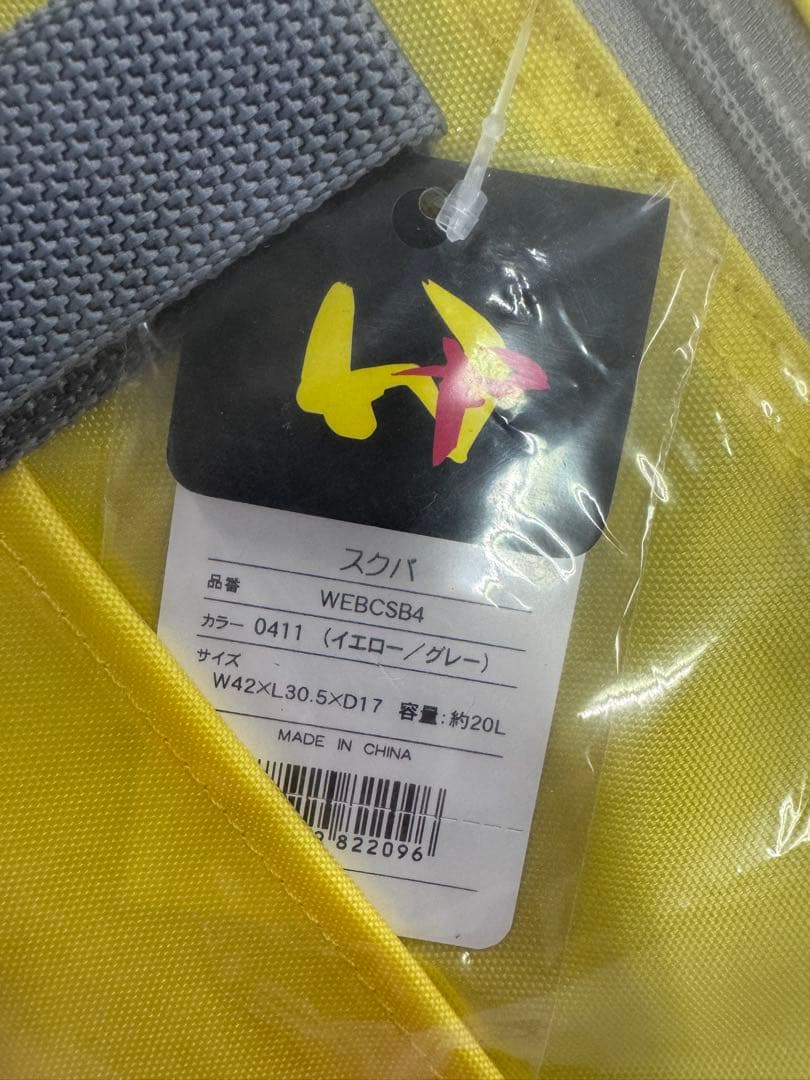 スクバ
品番 WEBCSB4
カラー 0411 (イエロー/グレー)
サイズ
W42×L30.5×D17 容量:約20L
MADE IN CHINA
822096